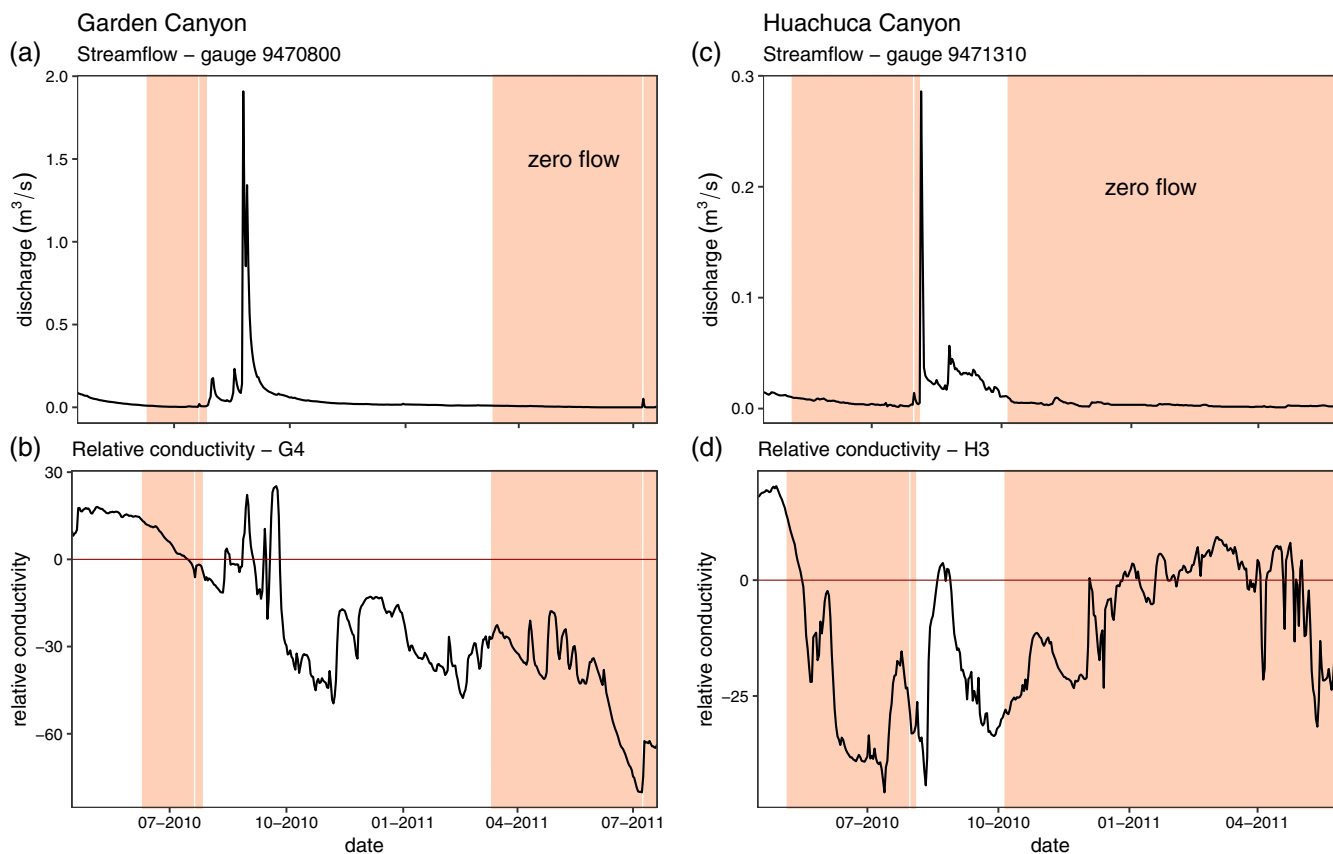 Garden Canyon
(a)
Streamflow − gauge 9470800
2.0
1.5
1.0
0.5
0.0
discharge (m³/s)
zero flow
(b)
Relative conductivity − G4
30
0
−30
−60
relative conductivity
07−2010
10−2010
01−2011
04−2011
07−2011
date
Huachuca Canyon
(c)
Streamflow − gauge 9471310
0.3
0.2
0.1
0.0
discharge (m³/s)
zero flow
(d)
Relative conductivity − H3
0
−25
relative conductivity
07−2010
10−2010
01−2011
04−2011
date